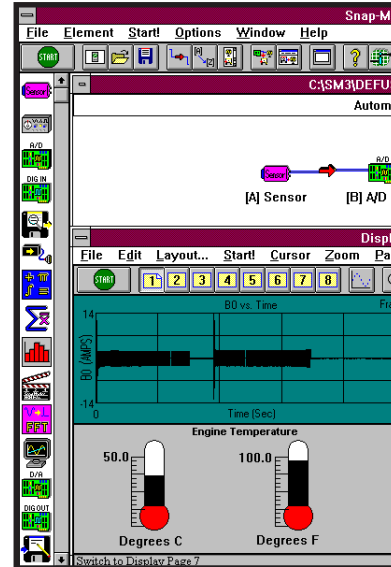 Snap-M
File Element Start! Options Window Help
START
C:\SM3\DEFU
Autom
Sensor
A/D
DIG IN
Sensor
A/D
[A] Sensor [B] A/D
Displ
File Edit Layout... Start! Cursor Zoom Pa
START 1 2 3 4 5 6 7 8
B0 vs. Time Fra
14
B0 (AMPS)
-14
0 Time (Sec)
V→L
FFT
D/A
DIG OUT
Engine Temperature
50.0 100.0
Degrees C Degrees F
Switch to Display Page 7